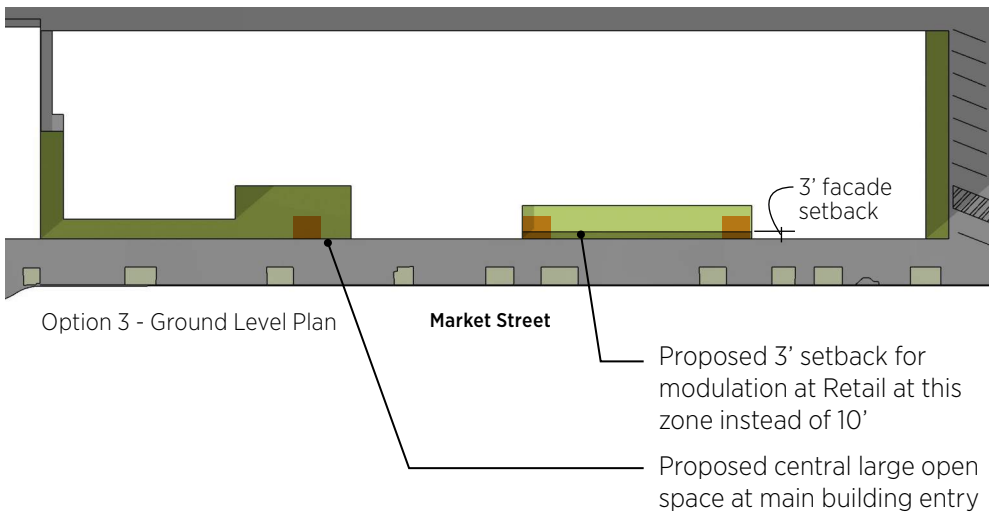 3’ facade
setback
Option 3 - Ground Level Plan
Market Street
Proposed 3’ setback for
modulation at Retail at this
zone instead of 10’
Proposed central large open
space at main building entry